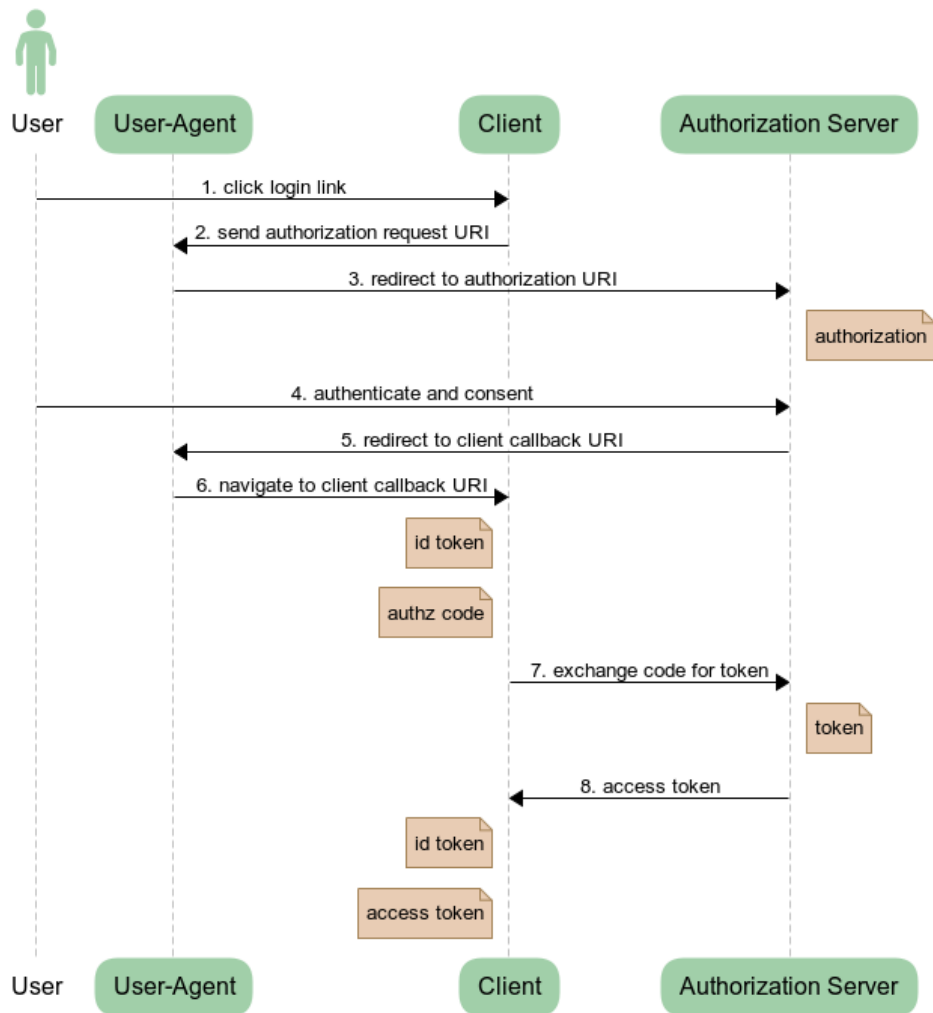 User
User-Agent
Client
Authorization Server
1. click login link
2. send authorization request URI
3. redirect to authorization URI
authorization
4. authenticate and consent
5. redirect to client callback URI
6. navigate to client callback URI
id token
authz code
7. exchange code for token
token
8. access token
id token
access token
User
User-Agent
Client
Authorization Server